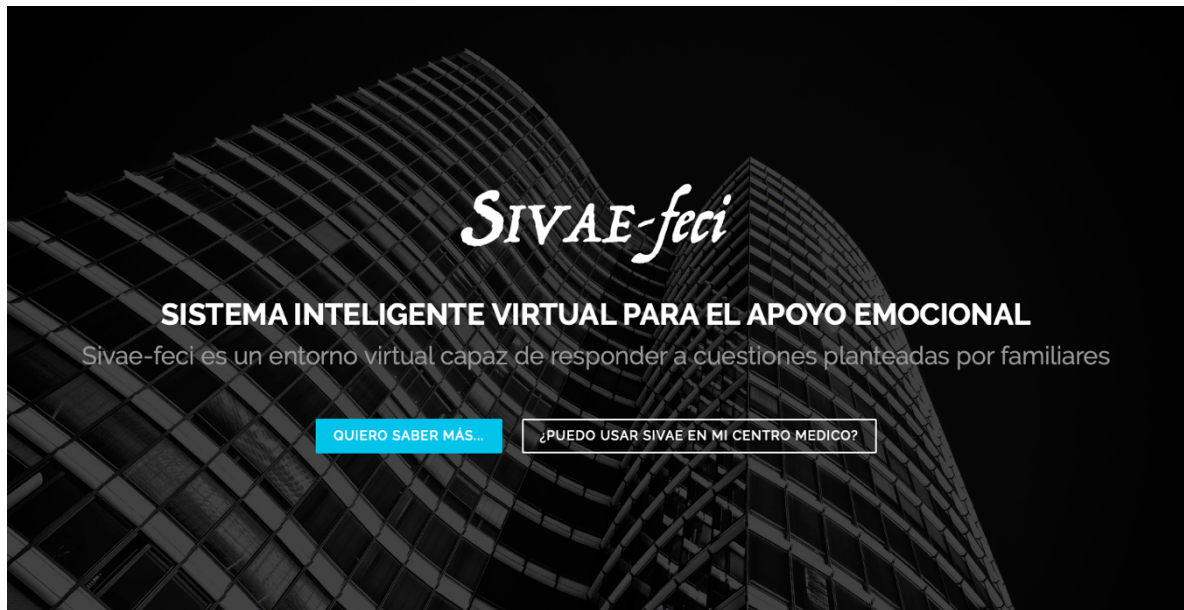 SIVAE-feci
SISTEMA INTELIGENTE VIRTUAL PARA EL APOYO EMOCIONAL
Sivae-feci es un entorno virtual capaz de responder a cuestiones planteadas por familiares
QUIERO SABER MÁS...
¿PUEDO USAR SIVAE EN MI CENTRO MEDICO?